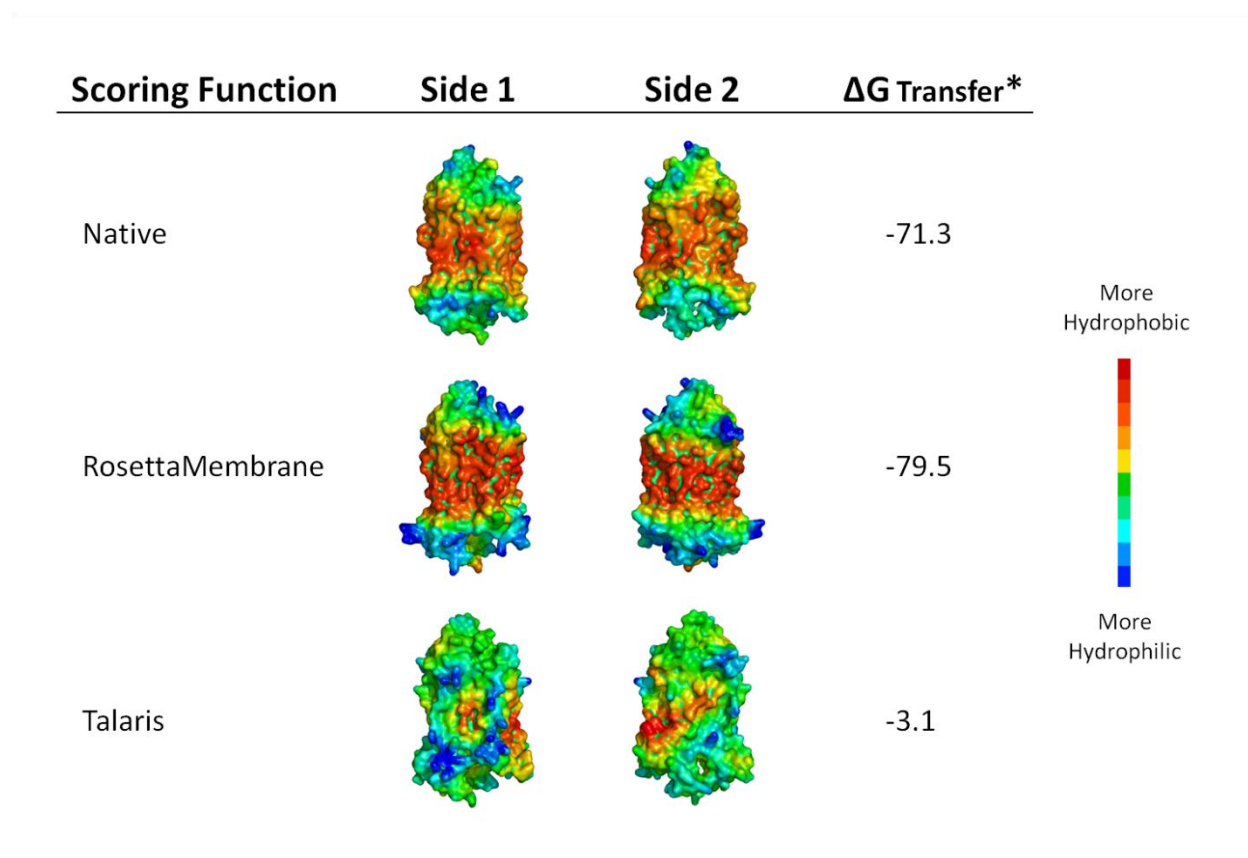 Scoring Function Side 1 Side 2 ΔG Transfer*
Native -71.3
More
Hydrophobic
RosettaMembrane -79.5
More
Hydrophilic
Talaris -3.1